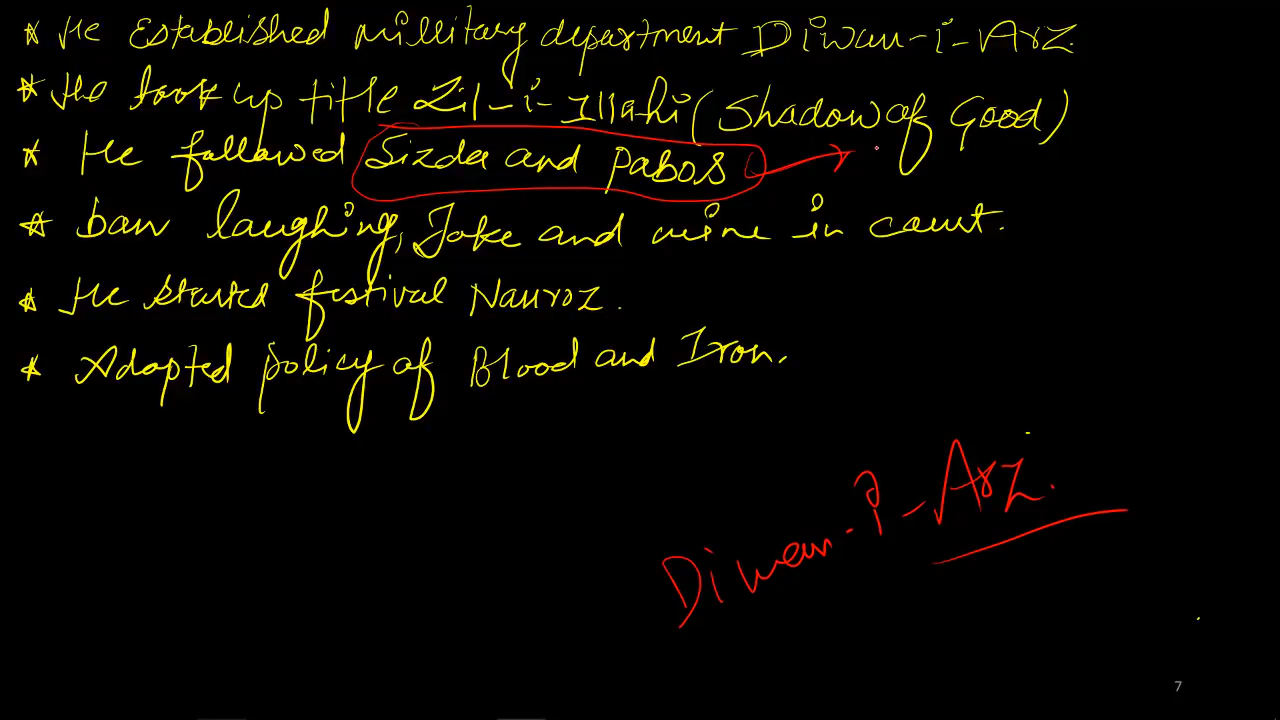 * He Established millitary department Diwan-i-Arz.
* He took up title Zil-i-Illahi (Shadow of Good)
* He followed Sizda and Pabos
* ban laughing, Joke and wine in court.
* He started festival Nauroz.
* Adopted policy of Blood and Iron.
Diwan-i-Arz.
7